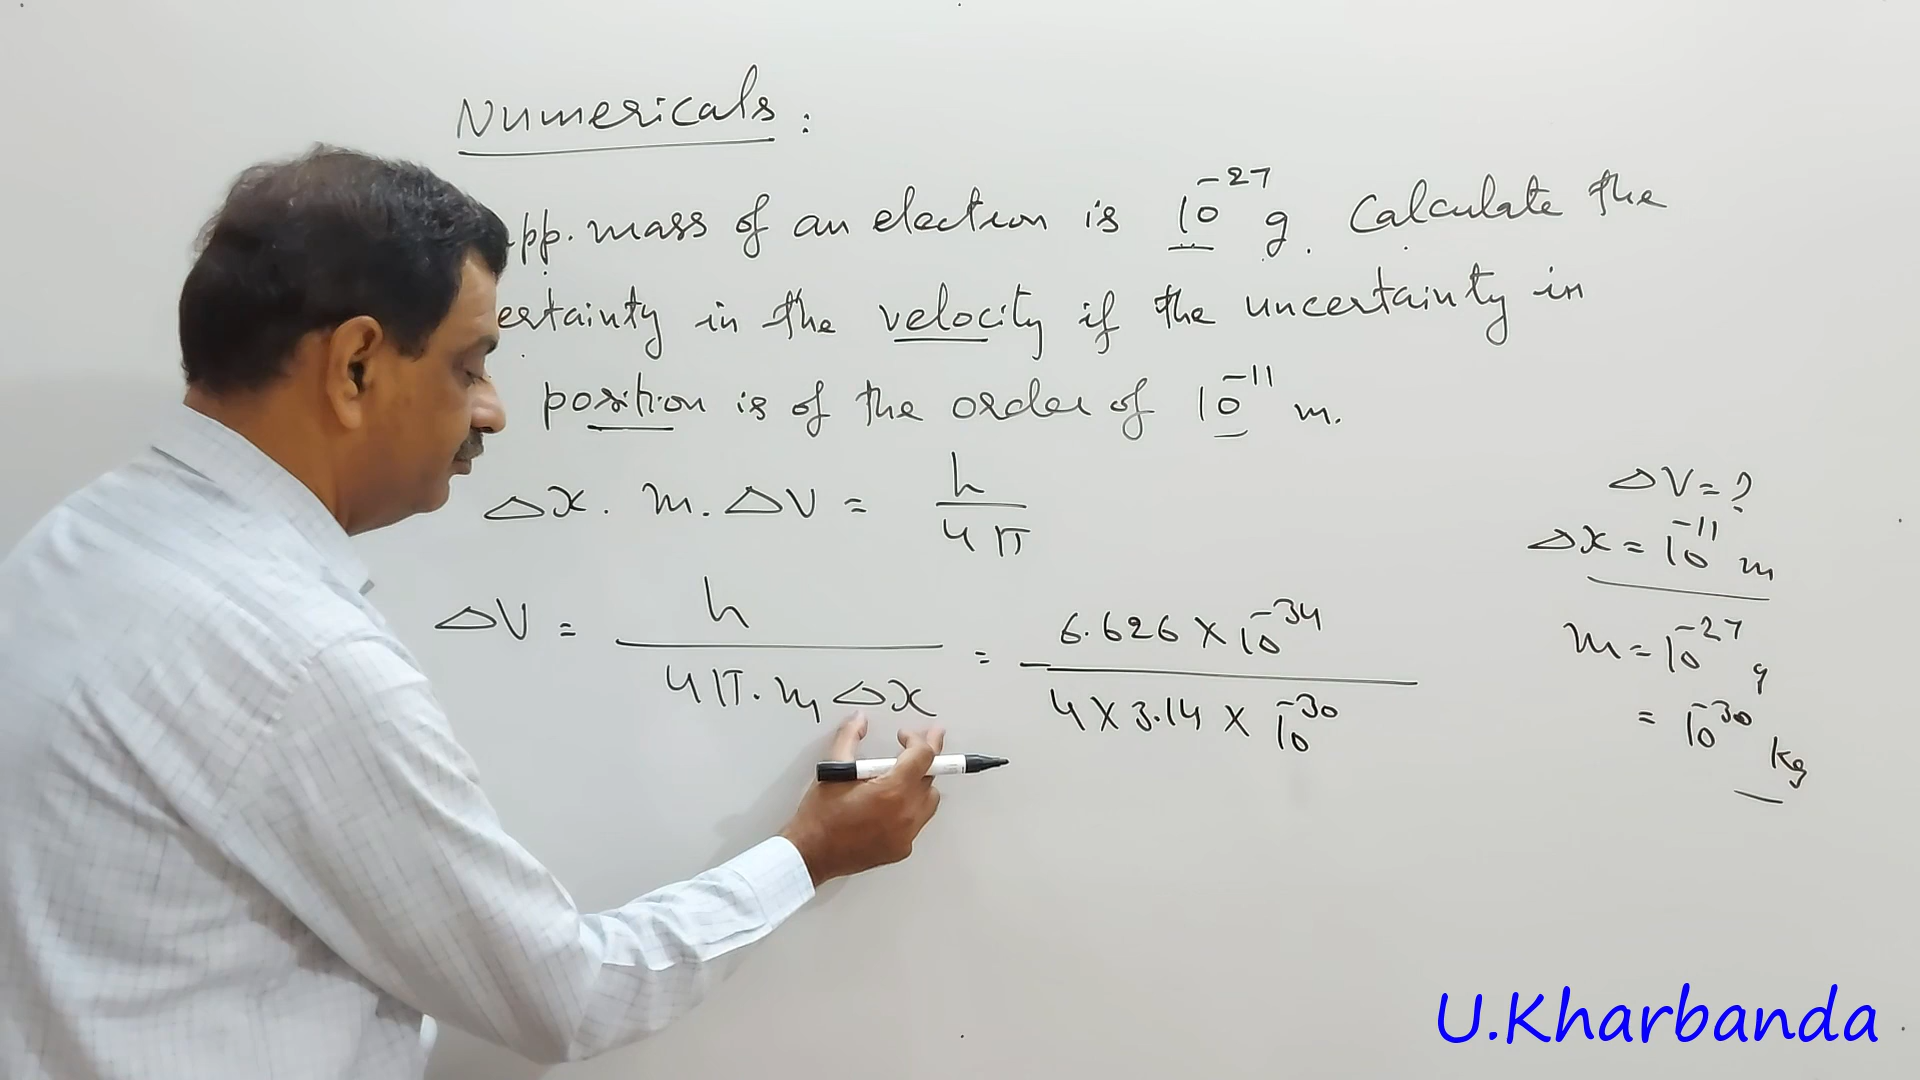 Numericals :
pp. mass of an electron is 10⁻²⁷ g. Calculate the
ertainty in the velocity if the uncertainty in
position is of the order of 10⁻¹¹ m.
Δx. m. ΔV = h / 4π
ΔV = h / 4π. m Δx = 6.626 × 10⁻³⁴ / 4 × 3.14 × 10⁻³⁰
ΔV = ?
Δx = 10⁻¹¹ m
m = 10⁻²⁷ g
= 10⁻³⁰ kg
U.Kharbanda